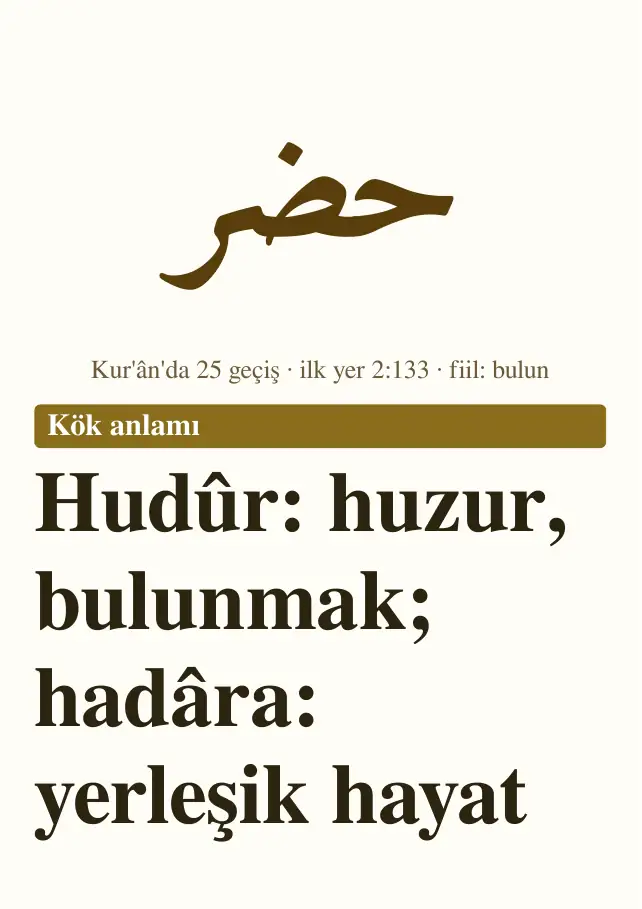 حضر
Kur'ân'da 25 geçiş · ilk yer 2:133 · fiil: bulun
Kök anlamı
Hudûr: huzur,
bulunmak;
hadâra:
yerleşik hayat